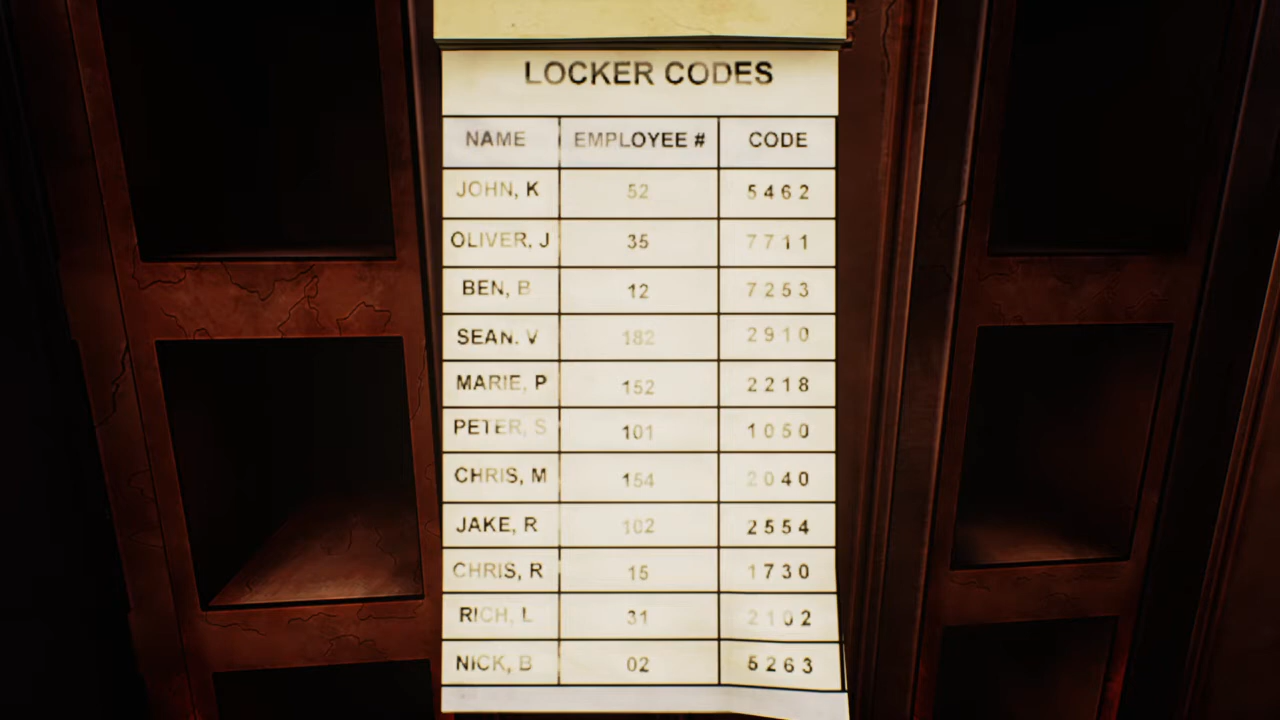 LOCKER CODES
NAME EMPLOYEE # CODE
JOHN, K 52 5462
OLIVER, J 35 7711
BEN, B 12 7253
SEAN. V 182 2910
MARIE, P 152 2218
PETER, S 101 1050
CHRIS, M 154 2040
JAKE, R 102 2554
CHRIS, R 15 1730
RICH, L 31 2102
NICK, B 02 5263